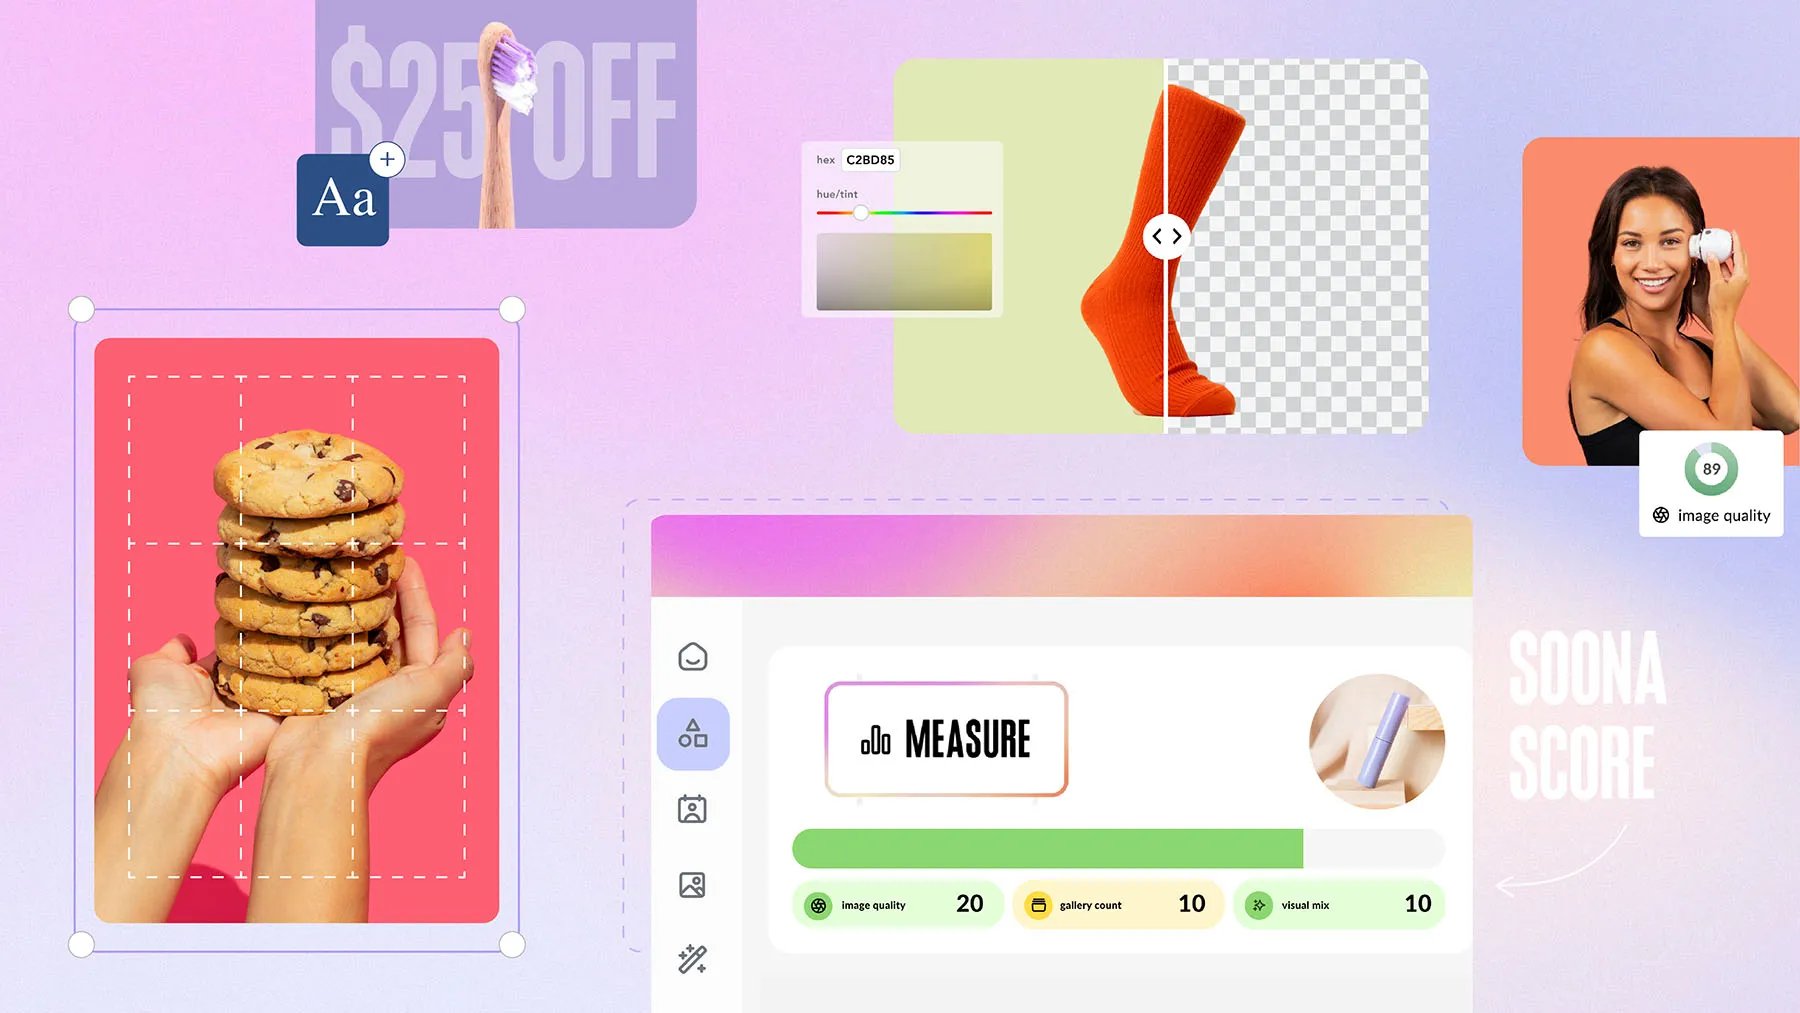 $25 OFF
Aa
hex C2BD85
hue/tint
89
image quality
MEASURE
image quality 20
gallery count 10
visual mix 10
SOONA
SCORE